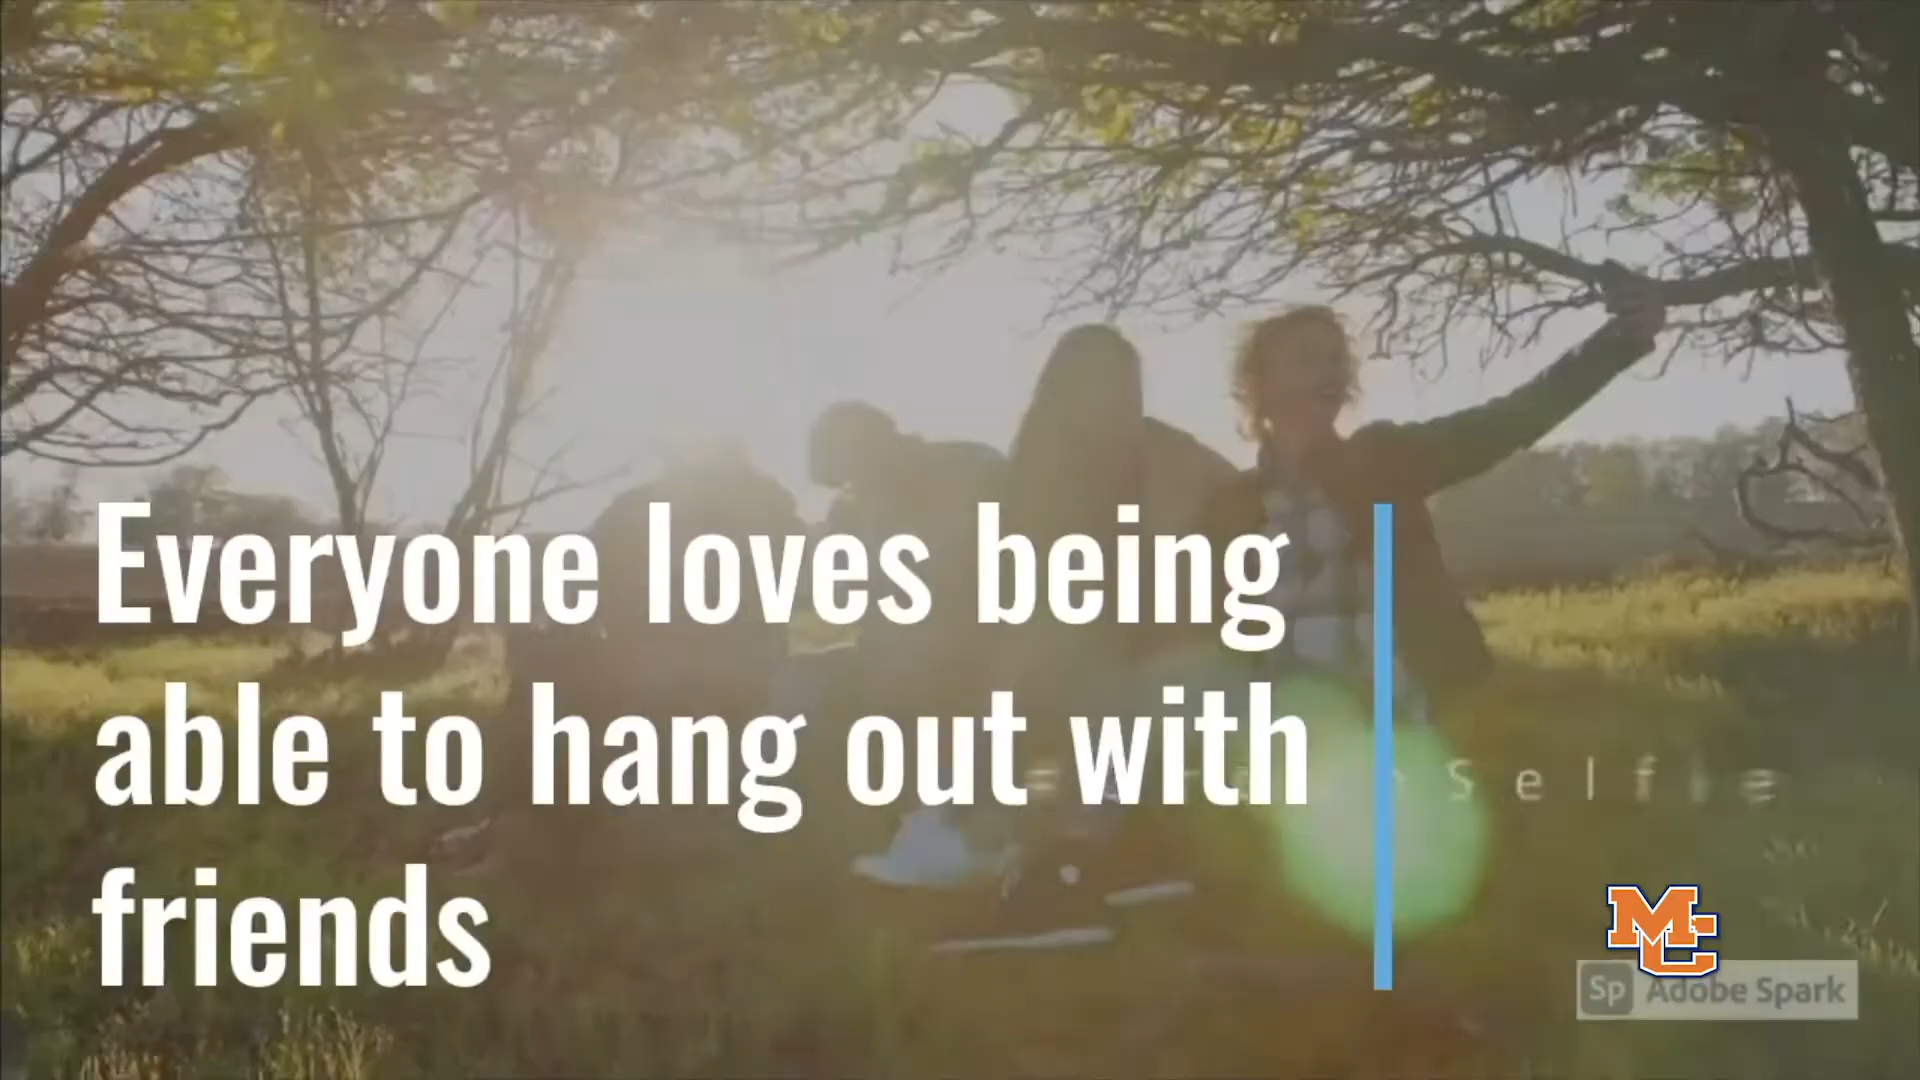 Everyone loves being
able to hang out with
friends
Selfie
MC
Sp Adobe Spark